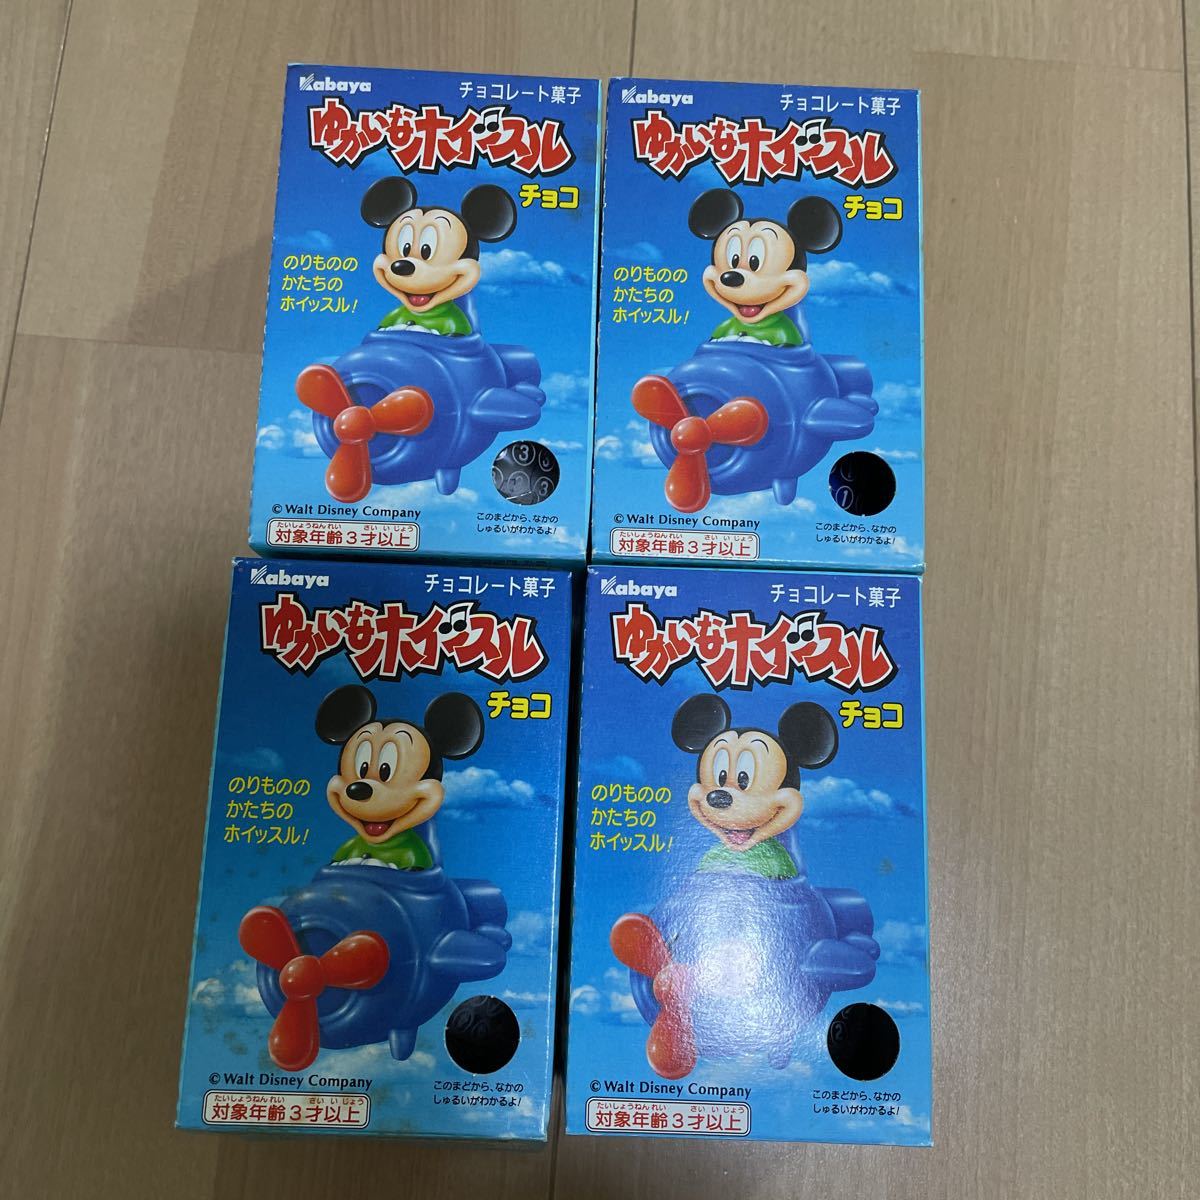 Kabaya
チョコレート菓子
ゆかいなホイッスル
チョコ
のりものの
かたちの
ホイッスル!
3
3
© Walt Disney Company
このまどから、なかの
しゅるいがわかるよ!
たいしょうねんれい さい いじょう
対象年齢3才以上
Kabaya
チョコレート菓子
ゆかいなホイッスル
チョコ
のりものの
かたちの
ホイッスル!
1
© Walt Disney Company
このまどから、なかの
しゅるいがわかるよ!
たいしょうねんれい さい いじょう
対象年齢3才以上
Kabaya
チョコレート菓子
ゆかいなホイッスル
チョコ
のりものの
かたちの
ホイッスル!
© Walt Disney Company
このまどから、なかの
しゅるいがわかるよ!
たいしょうねんれい さい いじょう
対象年齢3才以上
Kabaya
チョコレート菓子
ゆかいなホイッスル
チョコ
のりものの
かたちの
ホイッスル!
2
© Walt Disney Company
このまどから、なかの
しゅるいがわかるよ!
たいしょうねんれい さい いじょう
対象年齢3才以上